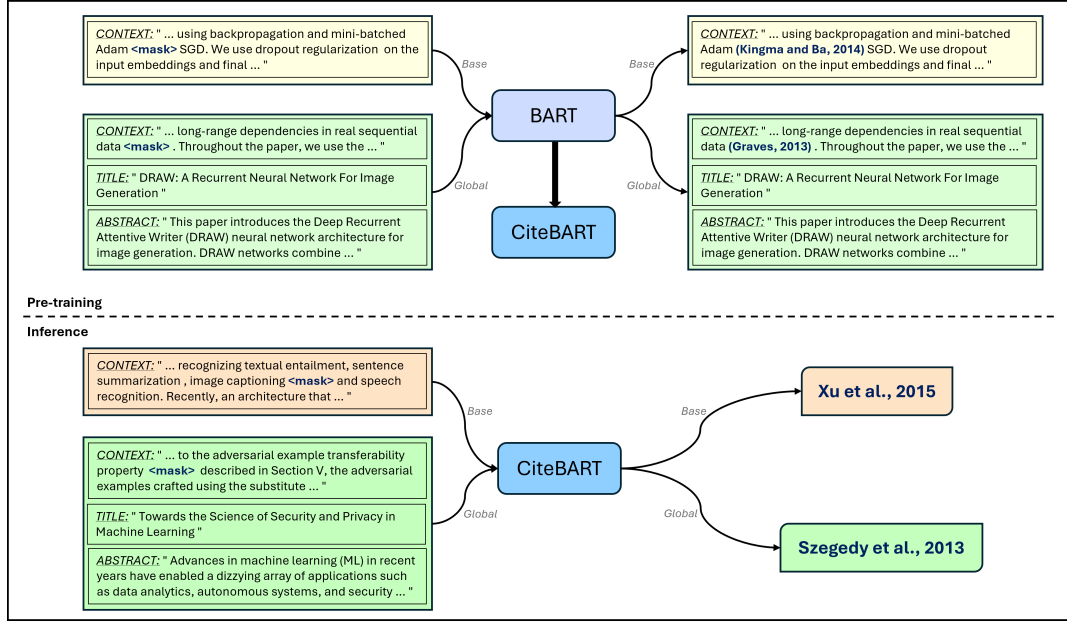 CONTEXT: " ... using backpropagation and mini-batched
Adam <mask> SGD. We use dropout regularization on the
input embeddings and final ... "
Base
CONTEXT: " ... long-range dependencies in real sequential
data <mask> . Throughout the paper, we use the ... "
TITLE: " DRAW: A Recurrent Neural Network For Image
Generation "
ABSTRACT: " This paper introduces the Deep Recurrent
Attentive Writer (DRAW) neural network architecture for
image generation. DRAW networks combine ... "
Global
BART
CiteBART
Base
CONTEXT: " ... using backpropagation and mini-batched
Adam (Kingma and Ba, 2014) SGD. We use dropout
regularization on the input embeddings and final ... "
Global
CONTEXT: " ... long-range dependencies in real sequential
data (Graves, 2013) . Throughout the paper, we use the ... "
TITLE: " DRAW: A Recurrent Neural Network For Image
Generation "
ABSTRACT: " This paper introduces the Deep Recurrent
Attentive Writer (DRAW) neural network architecture for
image generation. DRAW networks combine ... "
Pre-training
Inference
CONTEXT: " ... recognizing textual entailment, sentence
summarization , image captioning <mask> and speech
recognition. Recently, an architecture that ... "
Base
CONTEXT: " ... to the adversarial example transferability
property <mask> described in Section V, the adversarial
examples crafted using the substitute ... "
TITLE: " Towards the Science of Security and Privacy in
Machine Learning "
ABSTRACT: " Advances in machine learning (ML) in recent
years have enabled a dizzying array of applications such
as data analytics, autonomous systems, and security ... "
Global
CiteBART
Base
Xu et al., 2015
Global
Szegedy et al., 2013